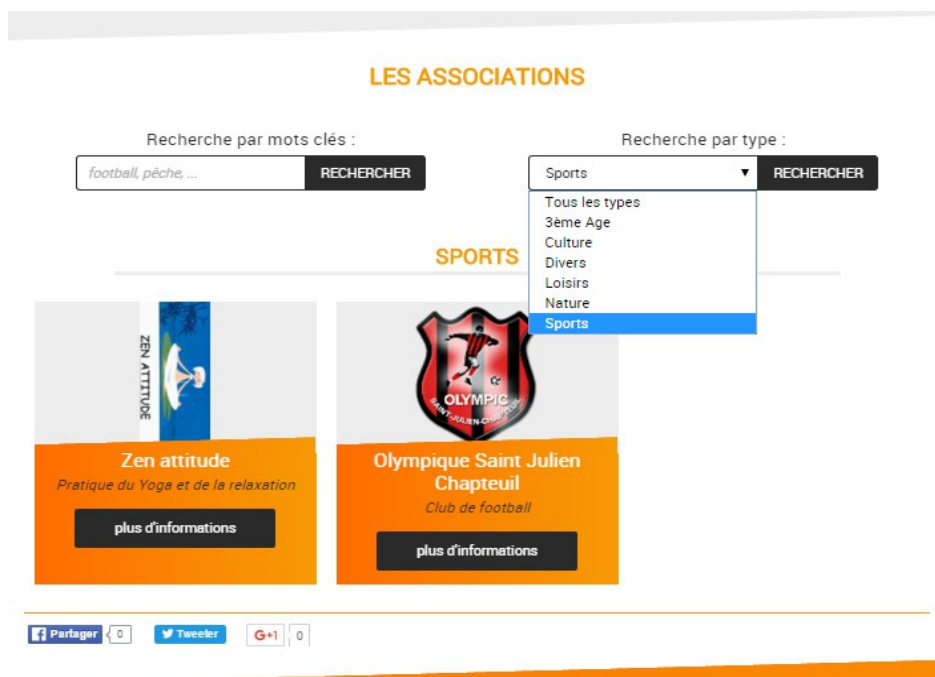 LES ASSOCIATIONS
Recherche par mots clés :
football, pêche, ...
RECHERCHER
Recherche par type :
Sports
RECHERCHER
Tous les types
3ème Age
Culture
Divers
Loisirs
Nature
Sports
SPORTS
ZEN ATTITUDE
Zen attitude
Pratique du Yoga et de la relaxation
plus d'informations
OLYMPIC
SAINT-JULIEN-CHAPTEUIL
Olympique Saint Julien
Chapteuil
Club de football
plus d'informations
Partager 0
Tweeter
G+1 0